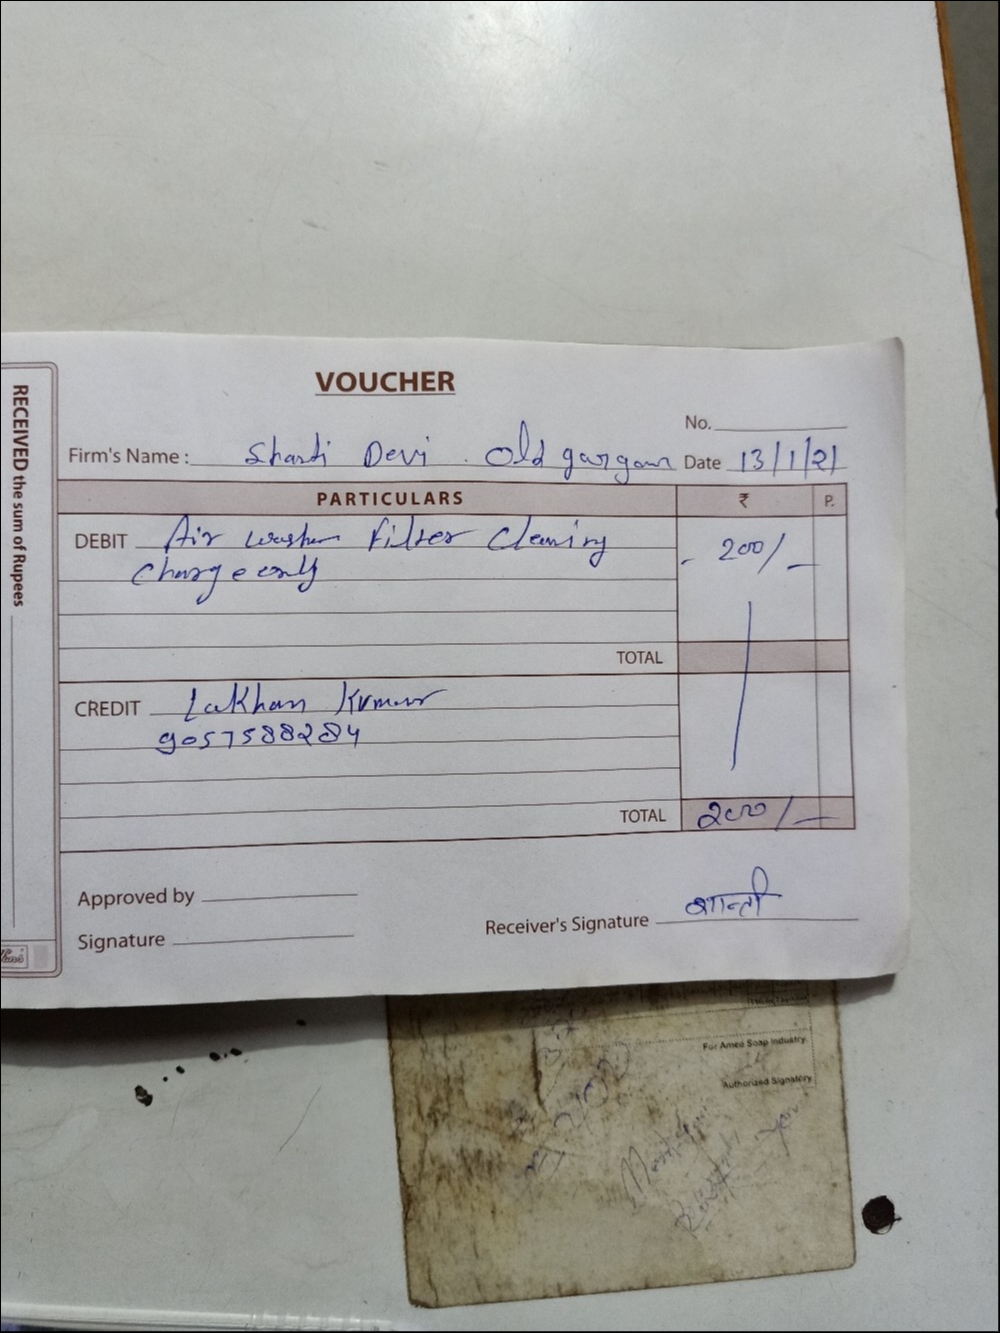 VOUCHER
No.
Firm's Name : Shanti Devi . Old gurgaun Date 13/1/21
PARTICULARS ₹ P.
DEBIT Air washer filter Cleaning - 200/-
Charge only
TOTAL
CREDIT Lakhan Kumar
9057588284
TOTAL 200/-
Approved by
Receiver's Signature शान्ती
Signature
RECEIVED the sum of Rupees
For Amee Soap Industry
Authorized Signatory